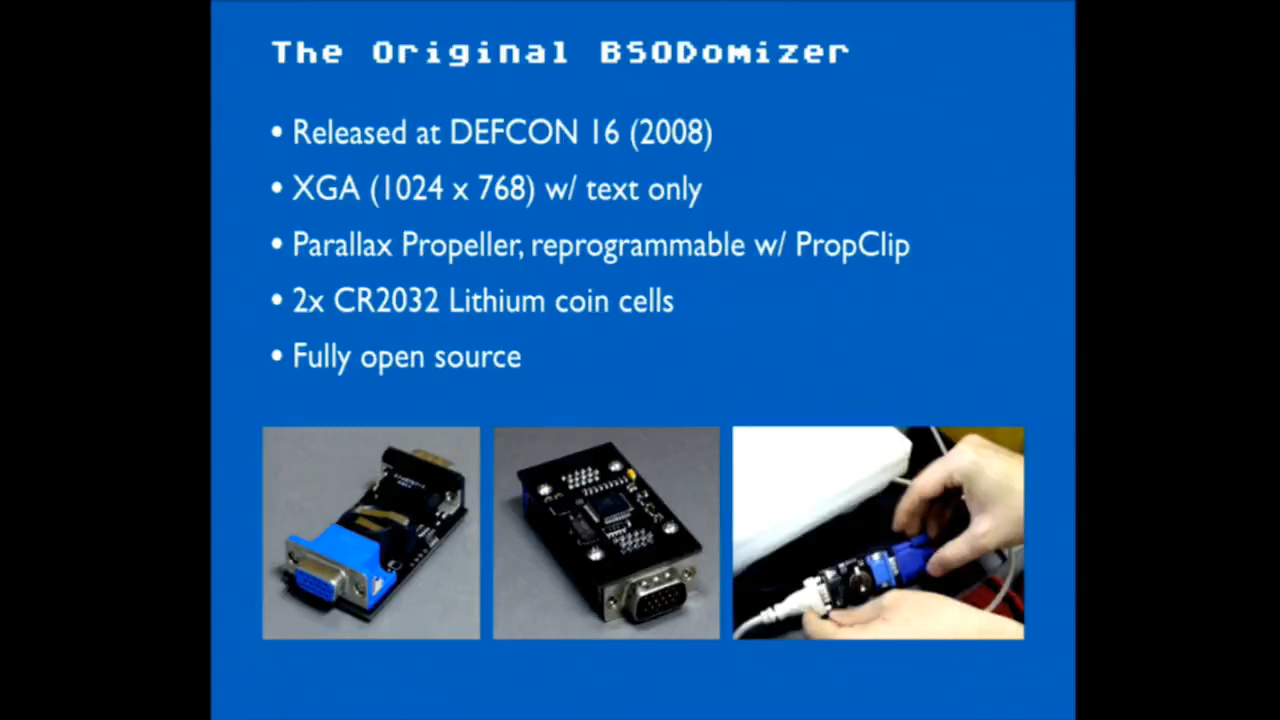 The Original BSODomizer
• Released at DEFCON 16 (2008)
• XGA (1024 x 768) w/ text only
• Parallax Propeller, reprogrammable w/ PropClip
• 2x CR2032 Lithium coin cells
• Fully open source